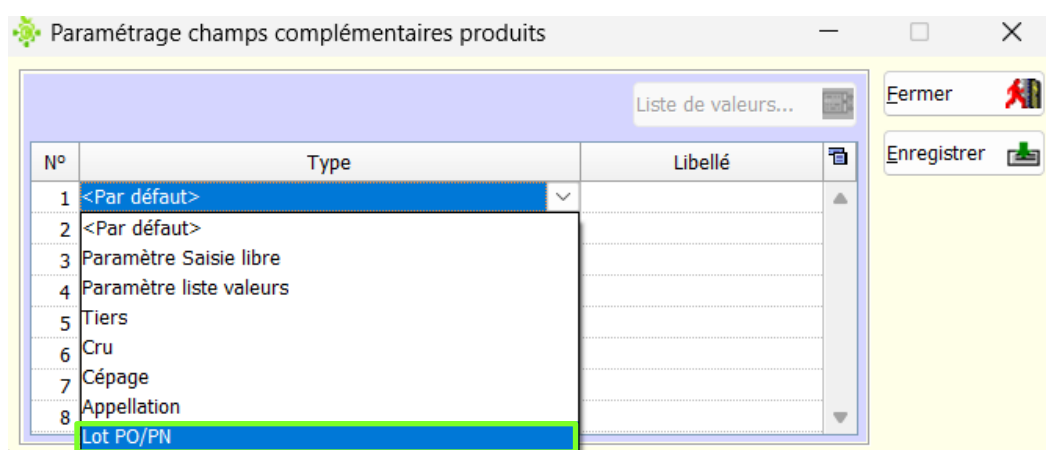 Paramétrage champs complémentaires produits
Liste de valeurs...
Fermer
Enregistrer
Nº Type Libellé
1 <Par défaut>
2 <Par défaut>
3 Paramètre Saisie libre
4 Paramètre liste valeurs
5 Tiers
6 Cru
7 Cépage
8 Appellation
Lot PO/PN